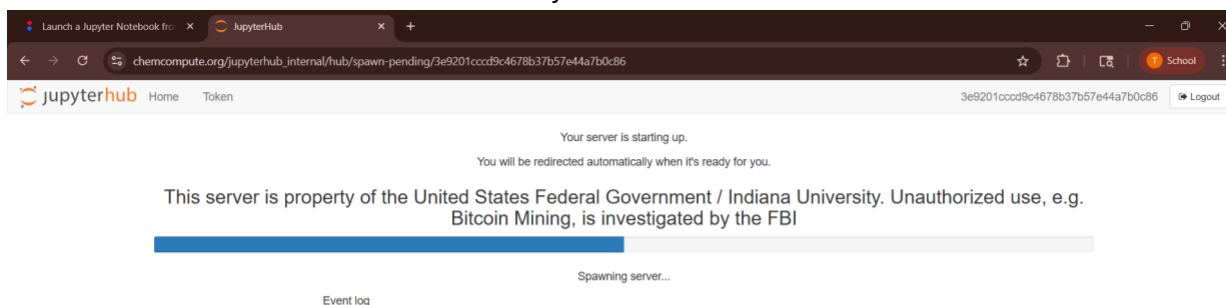 Launch a Jupyter Notebook fro
JupyterHub
chemcompute.org/jupyterhub_internal/hub/spawn-pending/3e9201cccd9c4678b37b57e44a7b0c86
T School
jupyterhub Home Token 3e9201cccd9c4678b37b57e44a7b0c86 Logout
Your server is starting up.
You will be redirected automatically when it's ready for you.
This server is property of the United States Federal Government / Indiana University. Unauthorized use, e.g.
Bitcoin Mining, is investigated by the FBI
Spawning server...
Event log